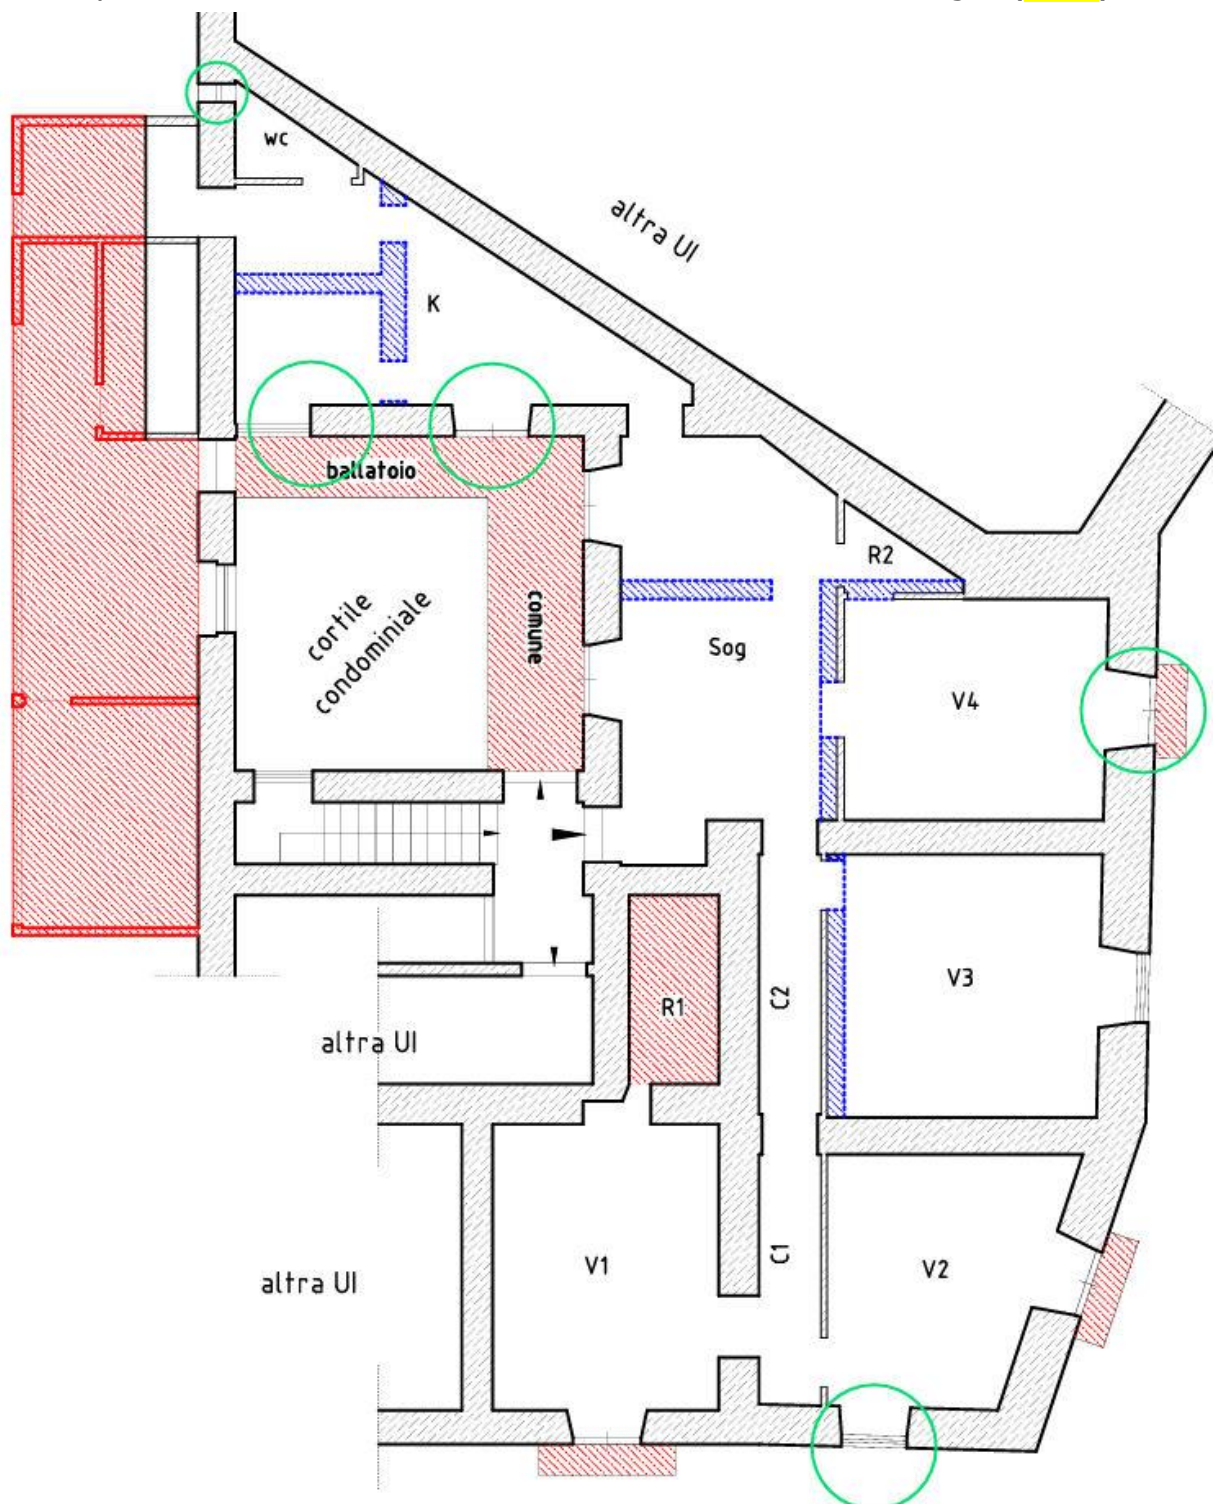 wc
altra UI
K
ballatoio
R2
comune
cortile
condominiale
Sog
V4
V3
C2
R1
altra UI
C1
V1
V2
altra UI